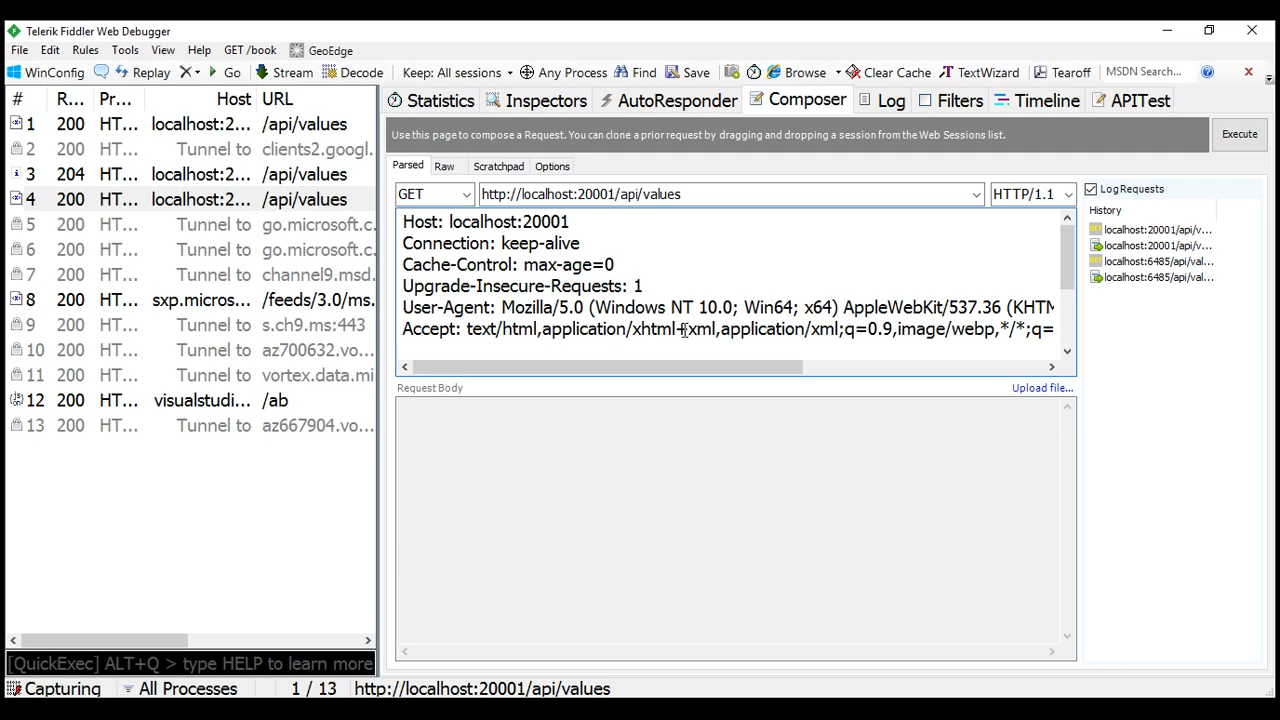 Telerik Fiddler Web Debugger
File Edit Rules Tools View Help GET /book GeoEdge
WinConfig Replay Go Stream Decode Keep: All sessions Any Process Find Save Browse Clear Cache TextWizard Tearoff MSDN Search...
# R... Pr... Host URL
1 200 HT... localhost:2... /api/values
2 200 HT... Tunnel to clients2.googl.
3 204 HT... localhost:2... /api/values
4 200 HT... localhost:2... /api/values
5 200 HT... Tunnel to go.microsoft.c.
6 200 HT... Tunnel to go.microsoft.c.
7 200 HT... Tunnel to channel9.msd.
8 200 HT... sxp.micros... /feeds/3.0/ms.
9 200 HT... Tunnel to s.ch9.ms:443
10 200 HT... Tunnel to az700632.vo...
11 200 HT... Tunnel to vortex.data.mi
12 200 HT... visualstudi... /ab
13 200 HT... Tunnel to az667904.vo...
[QuickExec] ALT+Q > type HELP to learn more
Statistics Inspectors AutoResponder Composer Log Filters Timeline APITest
Use this page to compose a Request. You can clone a prior request by dragging and dropping a session from the Web Sessions list.
Execute
Parsed Raw Scratchpad Options
GET http://localhost:20001/api/values HTTP/1.1
Host: localhost:20001
Connection: keep-alive
Cache-Control: max-age=0
Upgrade-Insecure-Requests: 1
User-Agent: Mozilla/5.0 (Windows NT 10.0; Win64; x64) AppleWebKit/537.36 (KHTM
Accept: text/html,application/xhtml+xml,application/xml;q=0.9,image/webp,*/*;q=
Request Body Upload file...
Log Requests
History
localhost:20001/api/v...
localhost:20001/api/v...
localhost:6485/api/val...
localhost:6485/api/val...
Capturing All Processes 1 / 13 http://localhost:20001/api/values